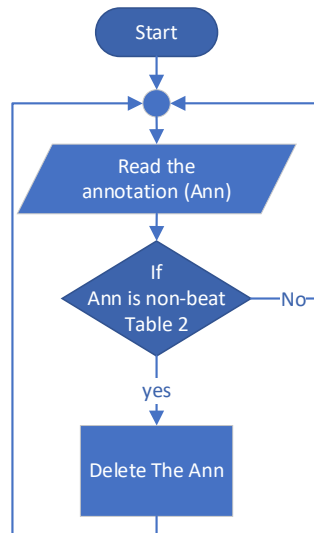 Start
Read the
annotation (Ann)
If
Ann is non-beat
Table 2
No
yes
Delete The Ann